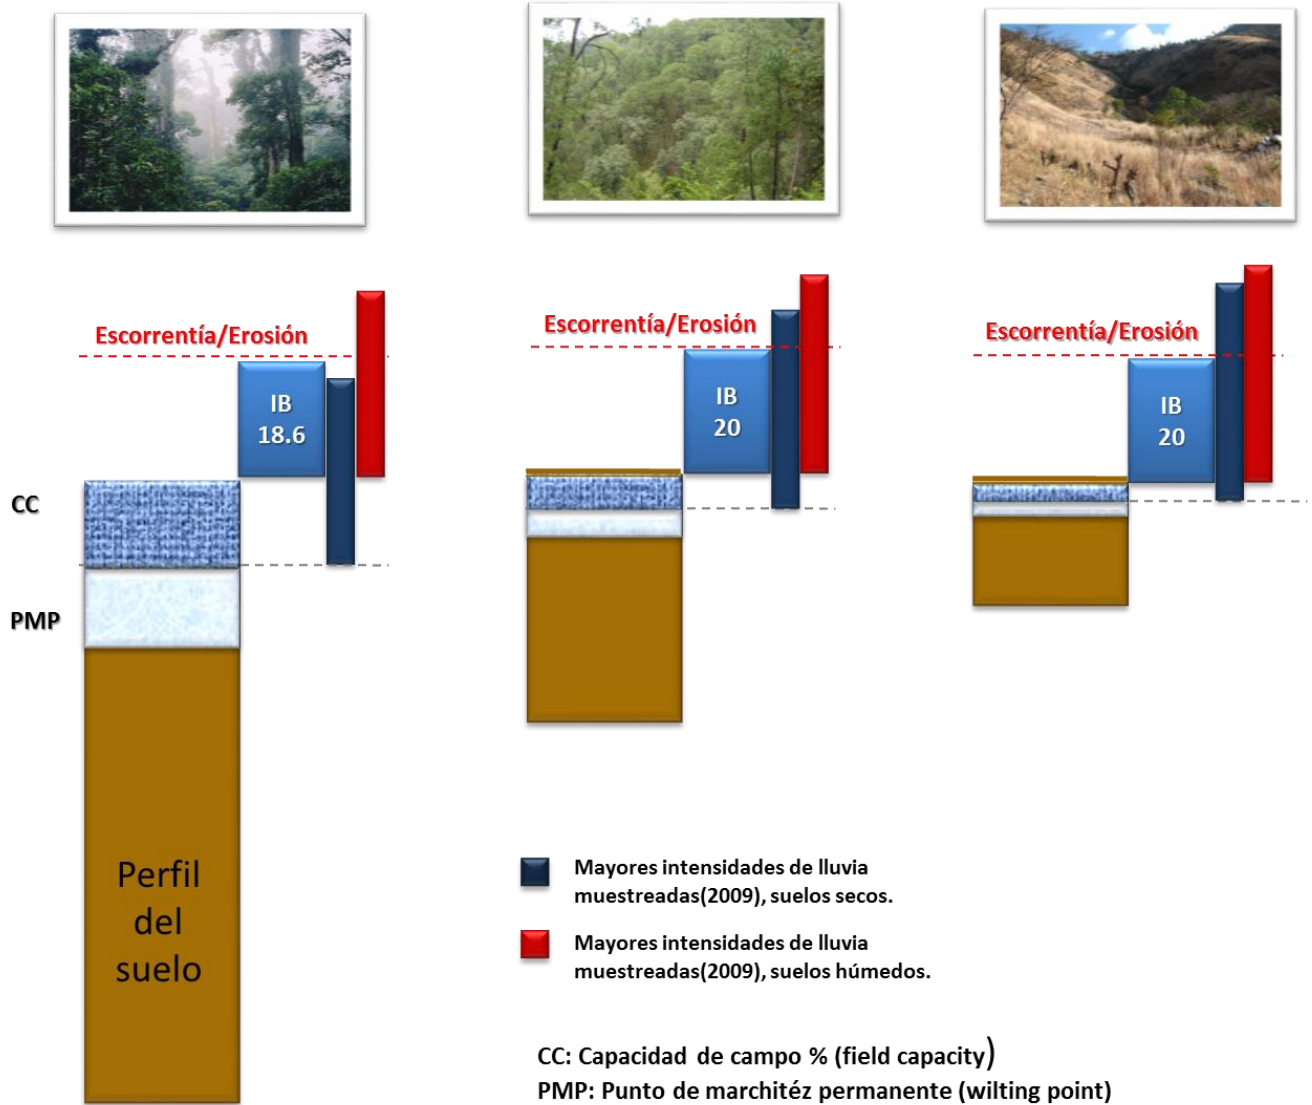 Escorrentía/Erosión
Escorrentía/Erosión
Escorrentía/Erosión
IB
18.6
IB
20
IB
20
CC
PMP
Perfil
del
suelo
Mayores intensidades de lluvia
muestreadas(2009), suelos secos.
Mayores intensidades de lluvia
muestreadas(2009), suelos húmedos.
CC: Capacidad de campo % (field capacity)
PMP: Punto de marchitéz permanente (wilting point)